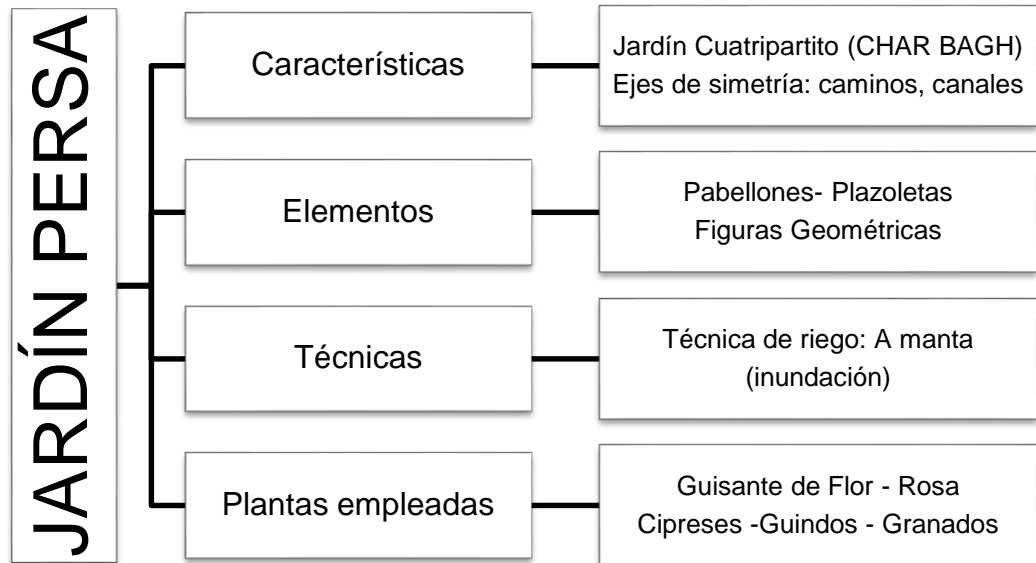 JARDÍN PERSA
Características
Jardín Cuatripartito (CHAR BAGH)
Ejes de simetría: caminos, canales
Elementos
Pabellones- Plazoletas
Figuras Geométricas
Técnicas
Técnica de riego: A manta
(inundación)
Plantas empleadas
Guisante de Flor - Rosa
Cipreses -Guindos - Granados